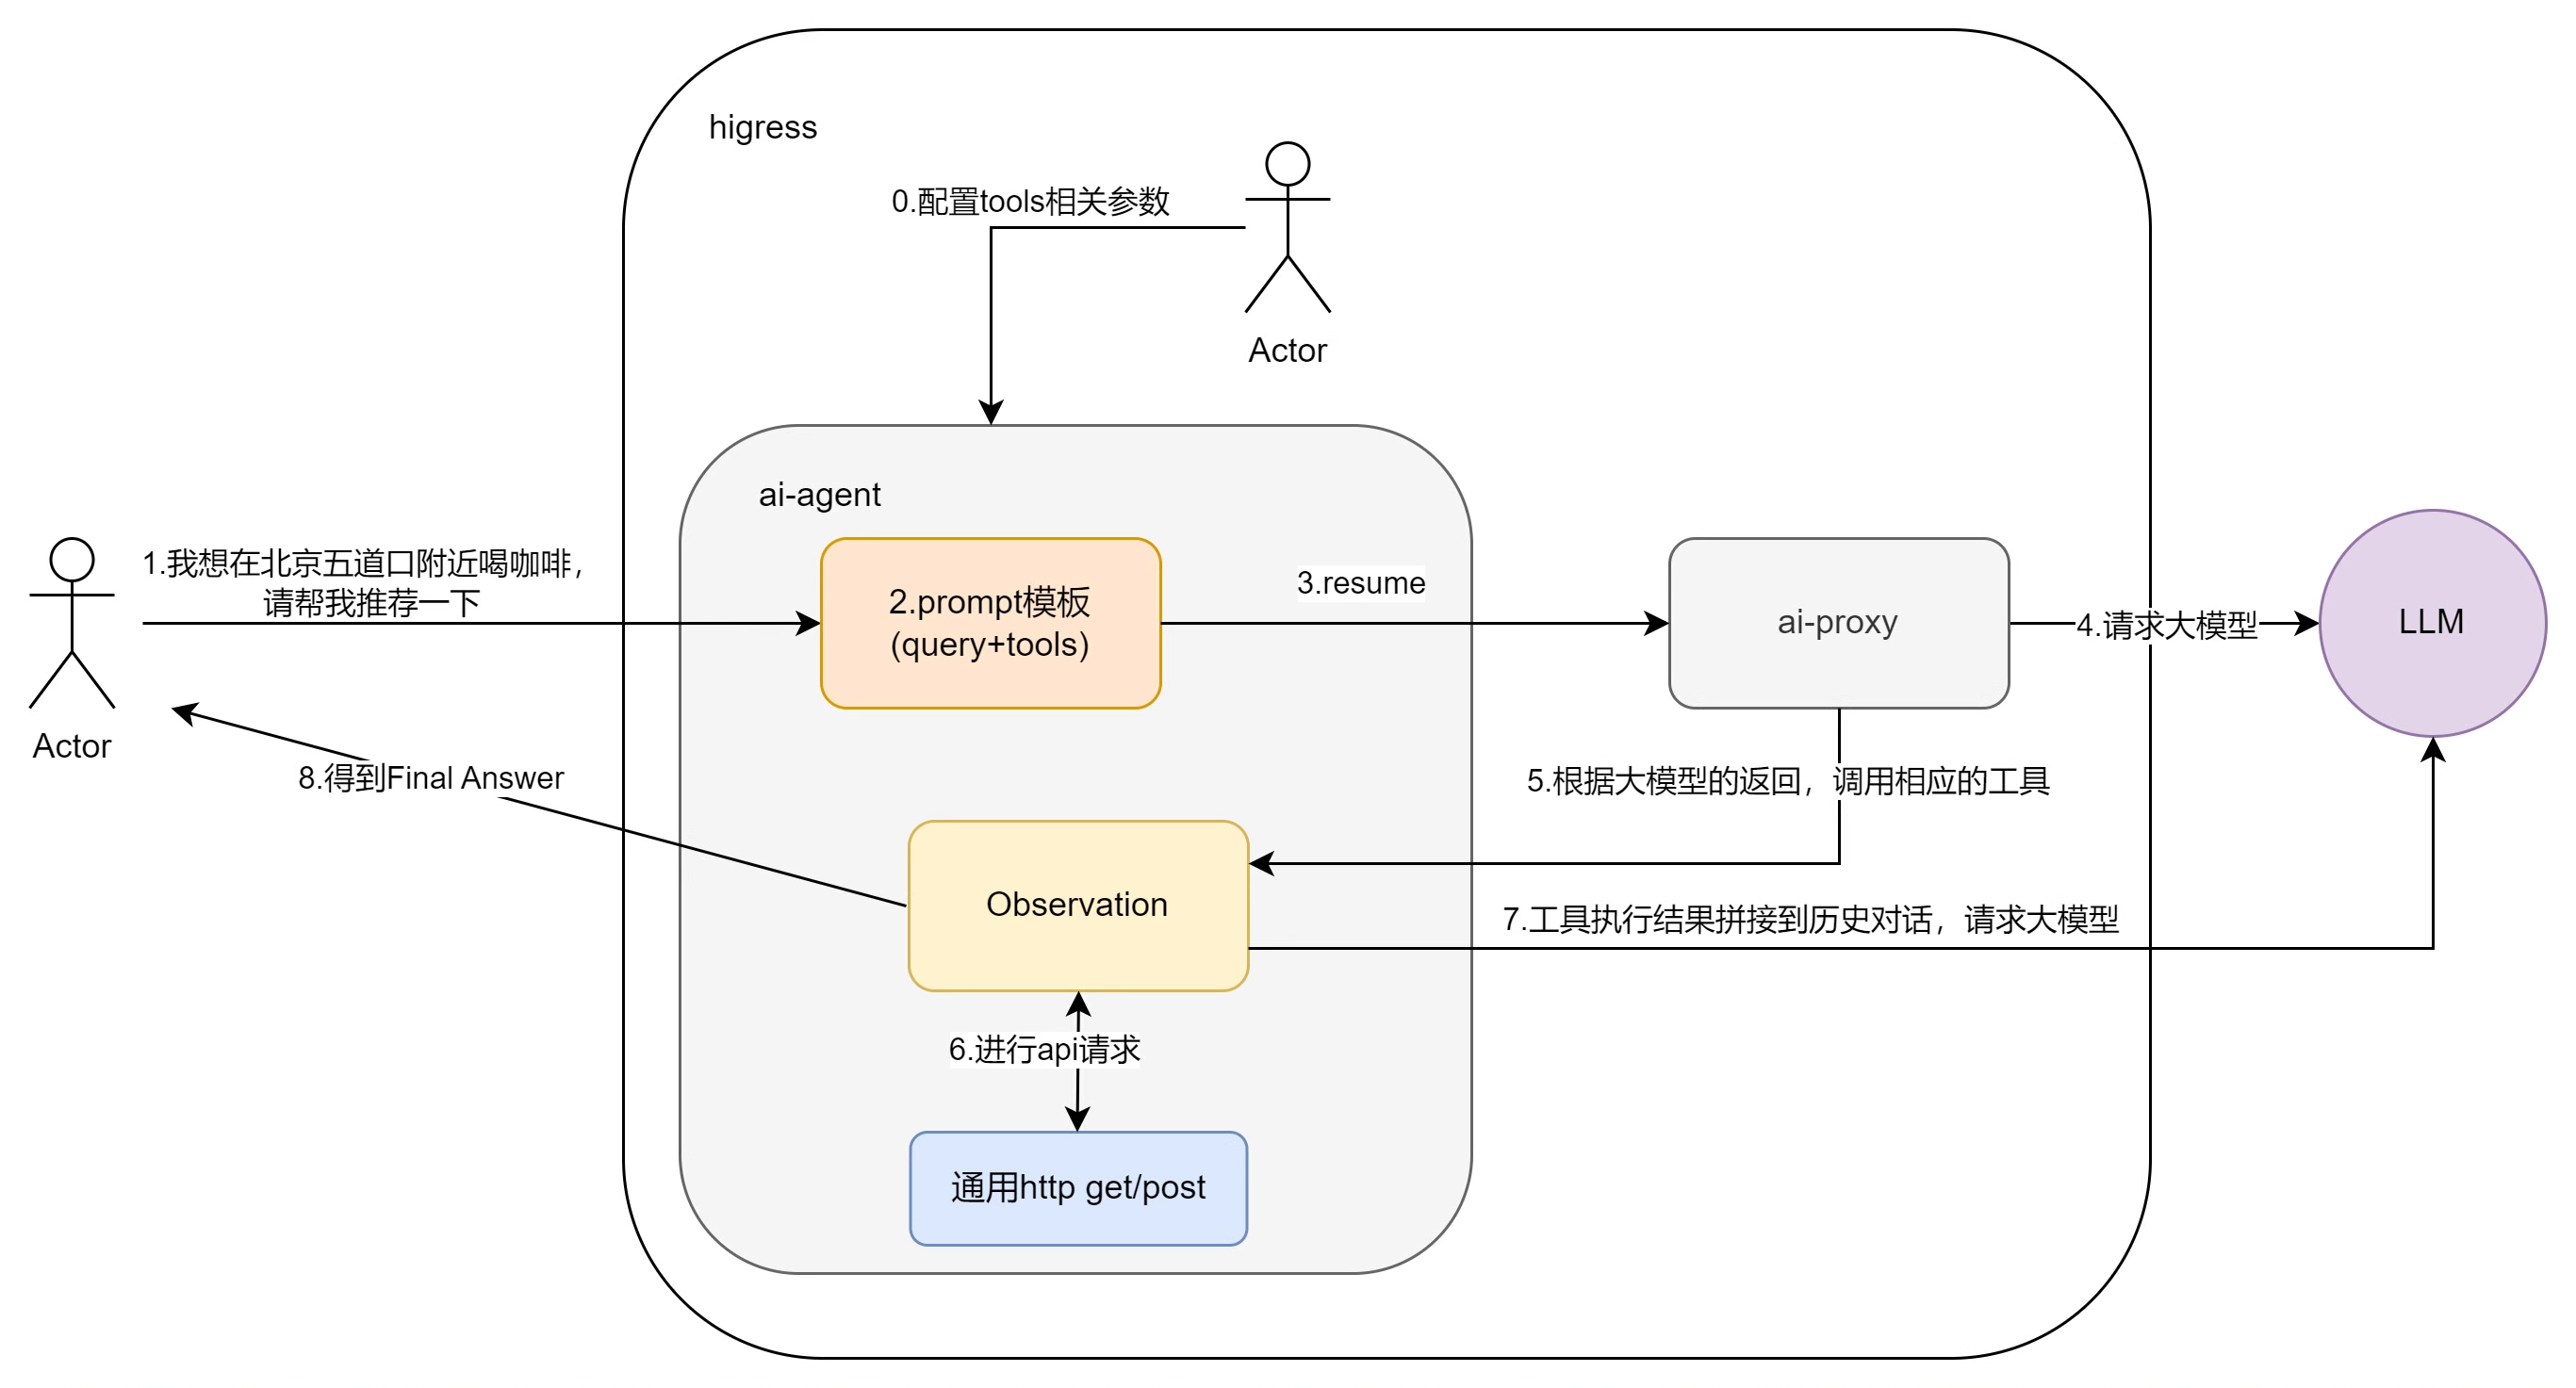 higress
0.配置tools相关参数
Actor
ai-agent
1.我想在北京五道口附近喝咖啡，
请帮我推荐一下
2.prompt模板
(query+tools)
3.resume
ai-proxy
4.请求大模型
LLM
Actor
5.根据大模型的返回，调用相应的工具
8.得到Final Answer
Observation
7.工具执行结果拼接到历史对话，请求大模型
6.进行api请求
通用http get/post